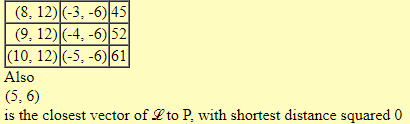 (8, 12) (-3, -6) 45
(9, 12) (-4, -6) 52
(10, 12) (-5, -6) 61
Also
(5, 6)
is the closest vector of ℒ to P, with shortest distance squared 0